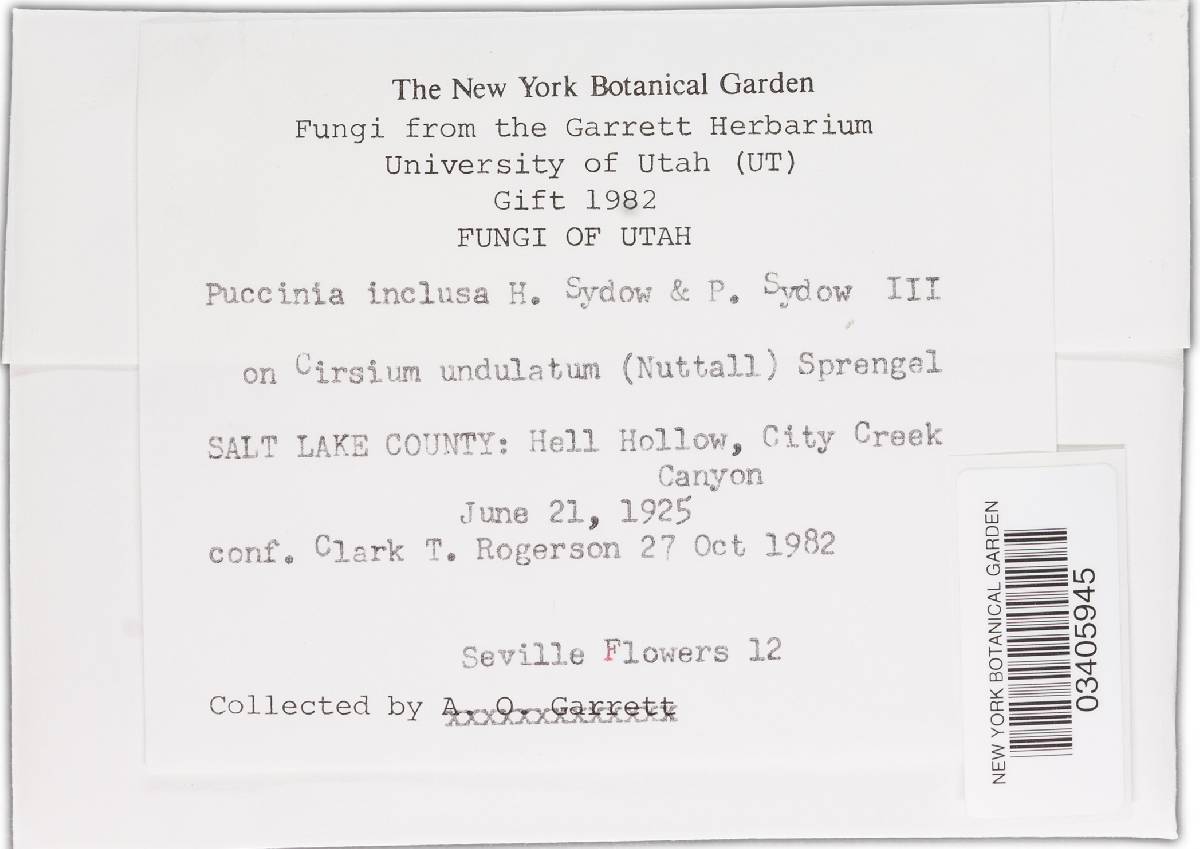 The New York Botanical Garden
Fungi from the Garrett Herbarium
University of Utah (UT)
Gift 1982
FUNGI OF UTAH
Puccinia inclusa H. Sydow & P. Sydow III
on Cirsium undulatum (Nuttall) Sprengel
SALT LAKE COUNTY: Hell Hollow, City Creek
Canyon
June 21, 1925
conf. Clark T. Rogerson 27 Oct 1982
Seville Flowers 12
Collected by A. O. Garrett
NEW YORK BOTANICAL GARDEN
03405945